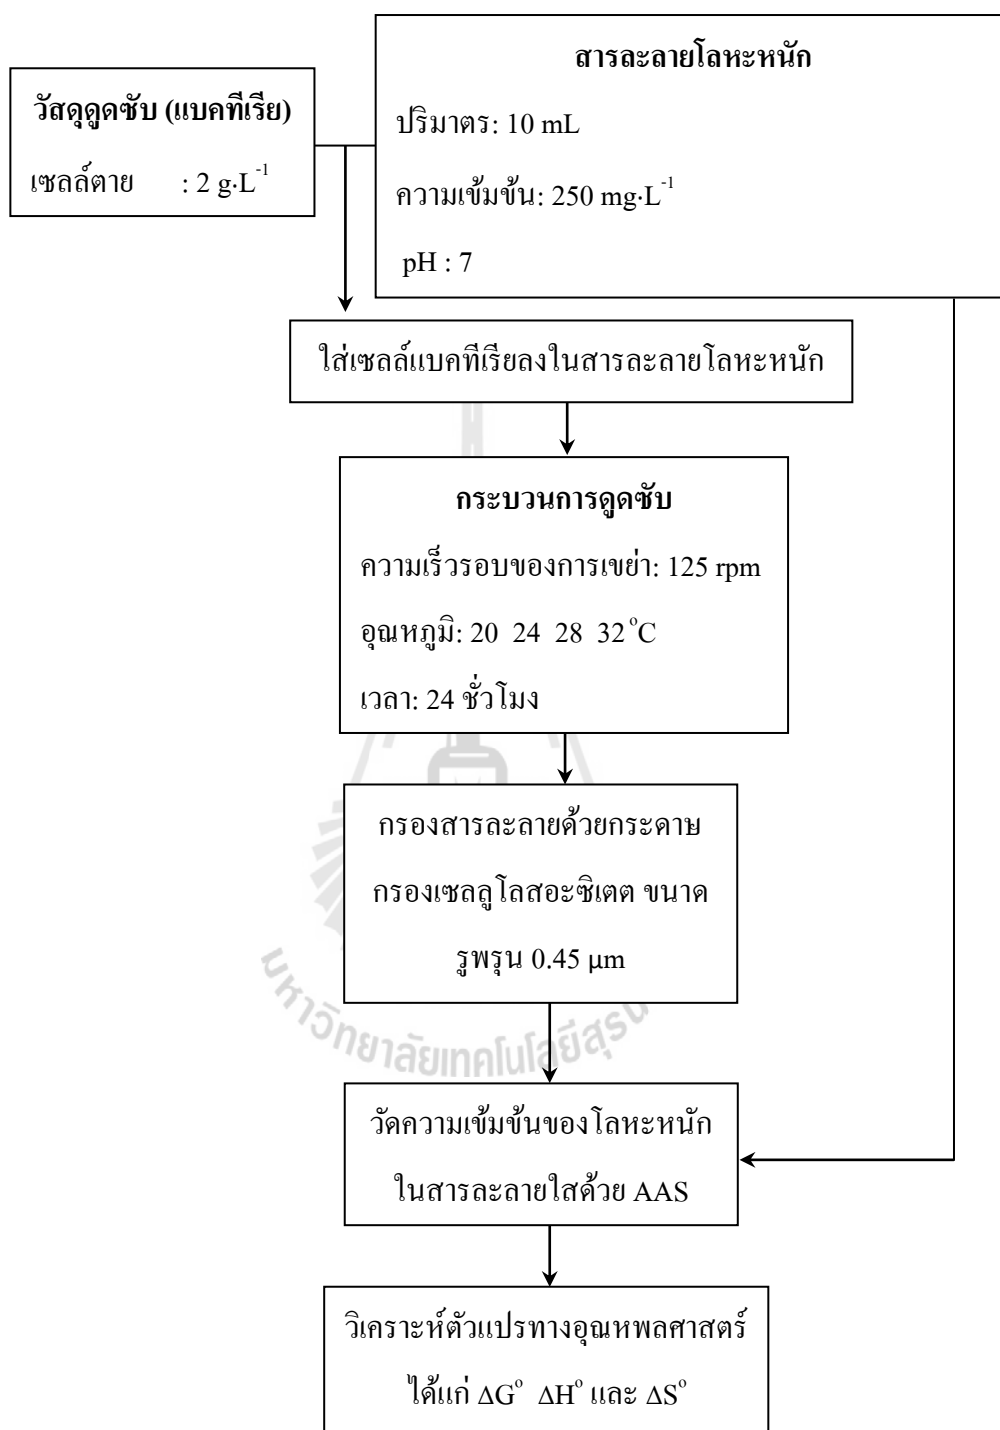 สารละลายโลหะหนัก
ปริมาตร: 10 mL
ความเข้มข้น: 250 mg·L⁻¹
pH : 7
วัสดุดูดซับ (แบคทีเรีย)
เซลล์ตาย : 2 g·L⁻¹
ใส่เซลล์แบคทีเรียลงในสารละลายโลหะหนัก
กระบวนการดูดซับ
ความเร็วรอบของการเขย่า: 125 rpm
อุณหภูมิ: 20 24 28 32 °C
เวลา: 24 ชั่วโมง
กรองสารละลายด้วยกระดาษ
กรองเซลลูโลสอะซิเตต ขนาด
รูพรุน 0.45 µm
วัดความเข้มข้นของโลหะหนัก
ในสารละลายใสด้วย AAS
วิเคราะห์ตัวแปรทางอุณหพลศาสตร์
ได้แก่ ΔG° ΔH° และ ΔS°